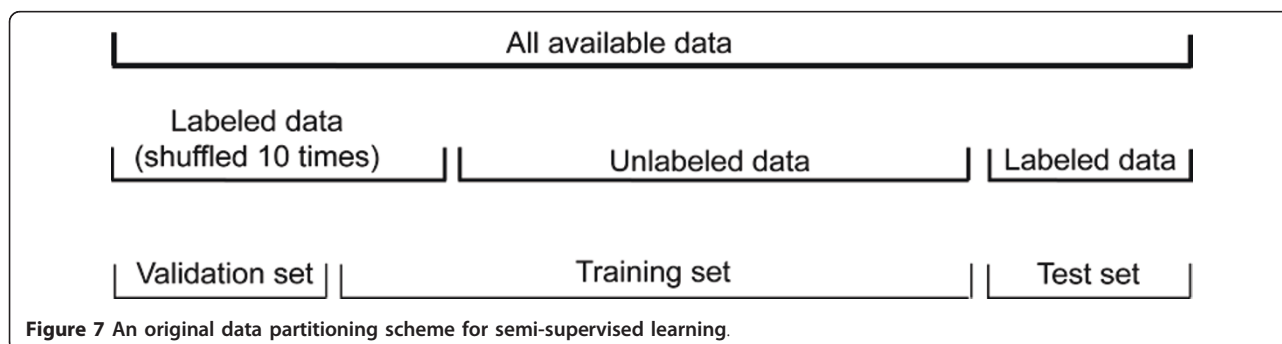 All available data
Labeled data
(shuffled 10 times)
Unlabeled data
Labeled data
Validation set
Training set
Test set
Figure 7 An original data partitioning scheme for semi-supervised learning.